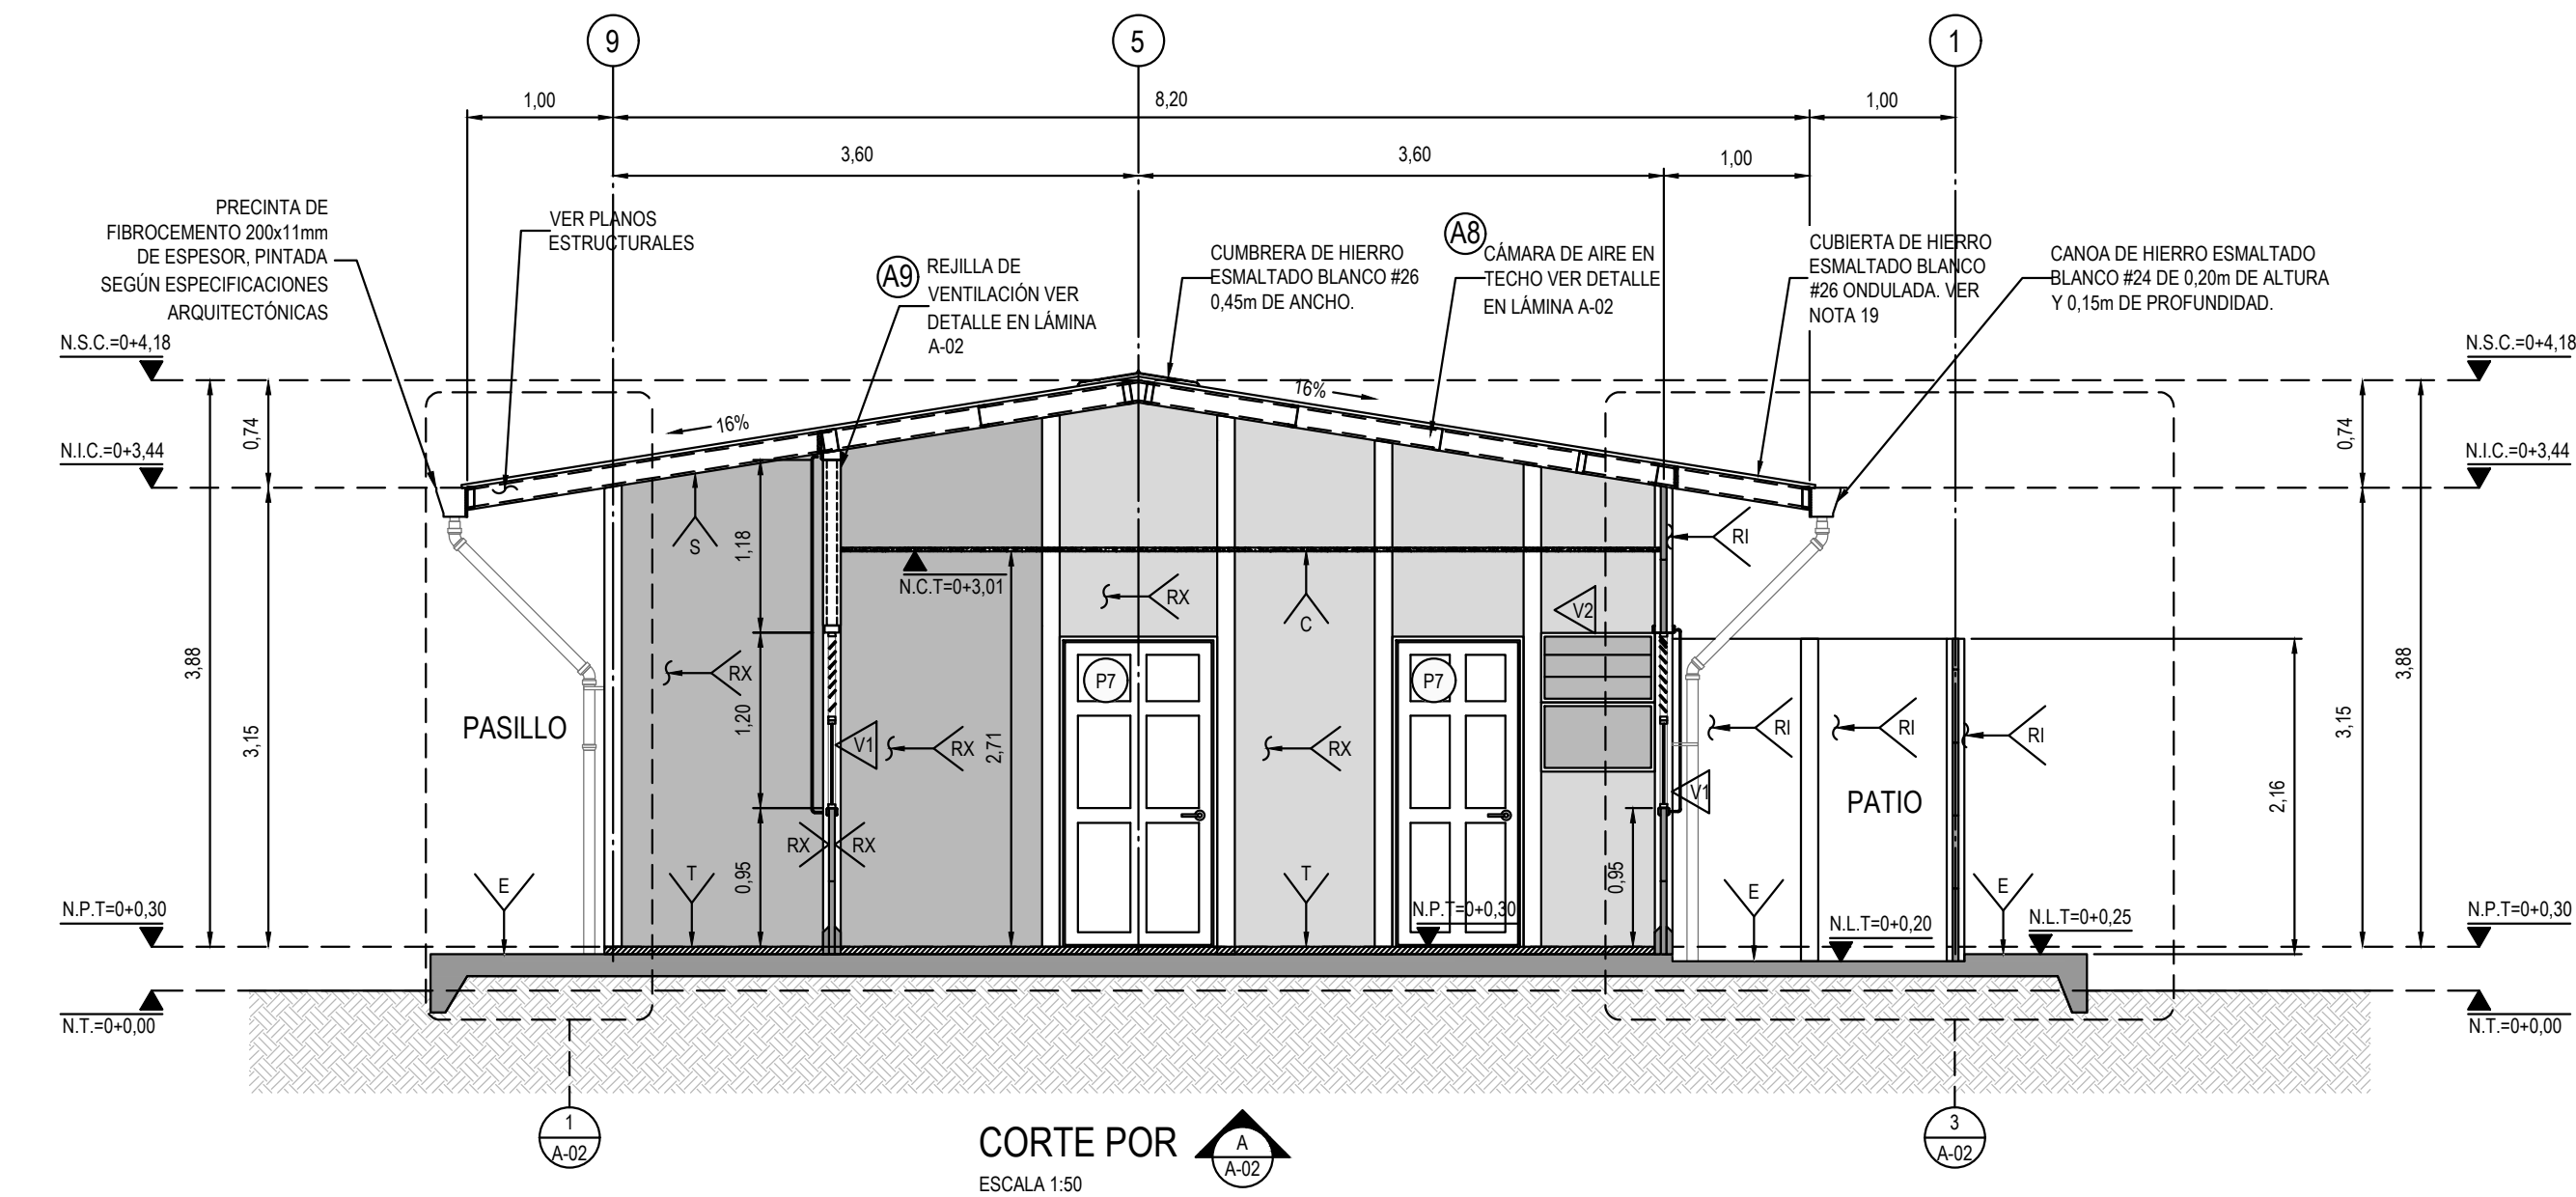 9
5
1
1,00
8,20
1,00
3,60
3,60
1,00
PRECINTA DE
FIBROCEMENTO 200x11mm
DE ESPESOR, PINTADA
SEGÚN ESPECIFICACIONES
ARQUITECTÓNICAS
VER PLANOS
ESTRUCTURALES
A9
REJILLA DE
VENTILACIÓN VER
DETALLE EN LÁMINA
A-02
CUMBRERA DE HIERRO
ESMALTADO BLANCO #26
0,45m DE ANCHO.
A8
CÁMARA DE AIRE EN
TECHO VER DETALLE
EN LÁMINA A-02
CUBIERTA DE HIERRO
ESMALTADO BLANCO
#26 ONDULADA. VER
NOTA 19
CANOA DE HIERRO ESMALTADO
BLANCO #24 DE 0,20m DE ALTURA
Y 0,15m DE PROFUNDIDAD.
N.S.C.=0+4,18
N.S.C.=0+4,18
16%
16%
0,74
0,74
N.I.C.=0+3,44
N.I.C.=0+3,44
S
1,18
RI
N.C.T=0+3,01
RX
C
V2
3,88
3,15
RX
P7
P7
3,88
3,15
PASILLO
1,20
V1
RX
2,71
RX
RI
RI
RI
V1
PATIO
2,16
RX
RX
0,95
0,95
E
T
T
E
E
N.P.T=0+0,30
N.P.T=0+0,30
N.L.T=0+0,20
N.L.T=0+0,25
N.P.T=0+0,30
N.T.=0+0,00
N.T.=0+0,00
1
A-02
CORTE POR
A
A-02
ESCALA 1:50
3
A-02